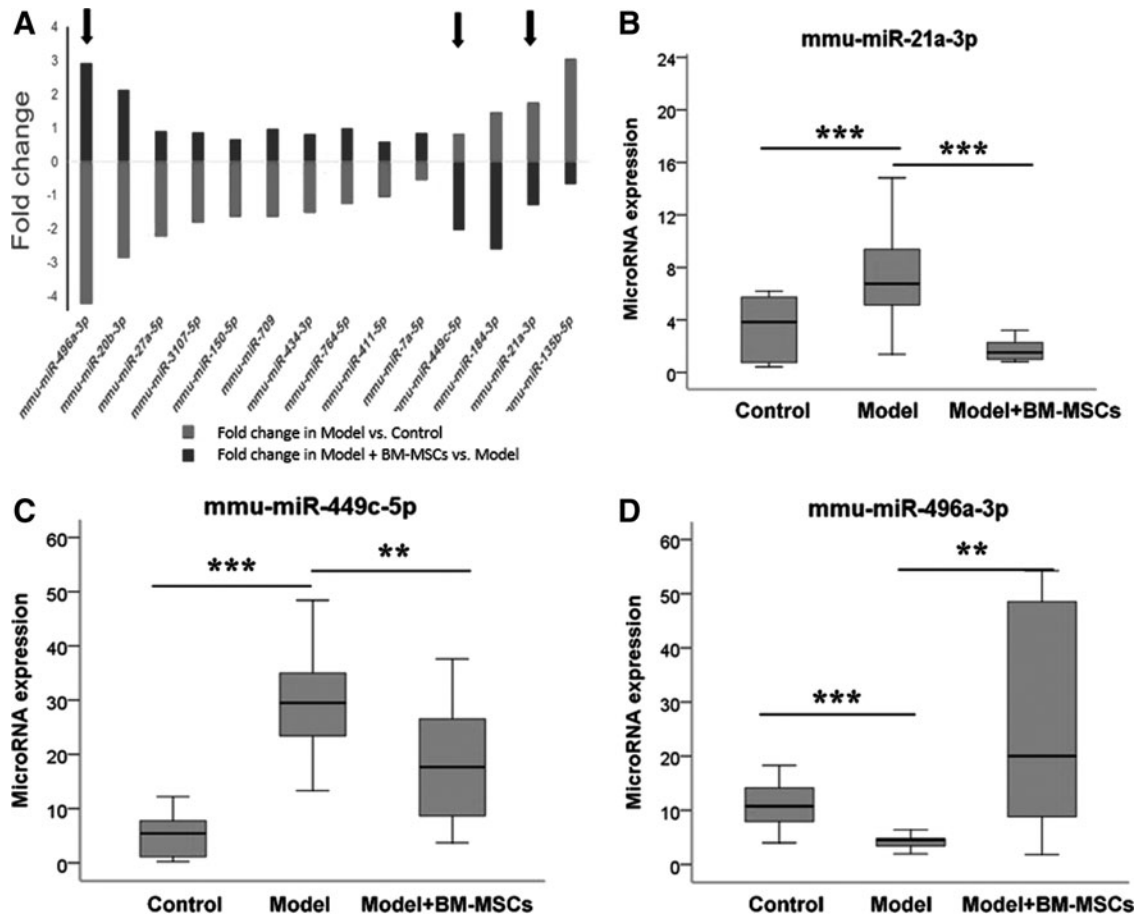 A
Fold change
4
3
2
1
0
-1
-2
-3
-4
mmu-miR-496a-3p
mmu-miR-20b-3p
mmu-miR-27a-5p
mmu-miR-3107-5p
mmu-miR-150-5p
mmu-miR-709
mmu-miR-434-3p
mmu-miR-764-5p
mmu-miR-411-5p
mmu-miR-7a-5p
mmu-miR-449c-5p
mmu-miR-184-3p
mmu-miR-21a-3p
mmu-miR-135b-5p
Fold change in Model vs. Control
Fold change in Model + BM-MSCs vs. Model
B
mmu-miR-21a-3p
MicroRNA expression
24
20
16
12
8
4
0
***
***
Control Model Model+BM-MSCs
C
mmu-miR-449c-5p
MicroRNA expression
60
50
40
30
20
10
0
***
**
Control Model Model+BM-MSCs
D
mmu-miR-496a-3p
MicroRNA expression
60
50
40
30
20
10
0
***
**
Control Model Model+BM-MSCs